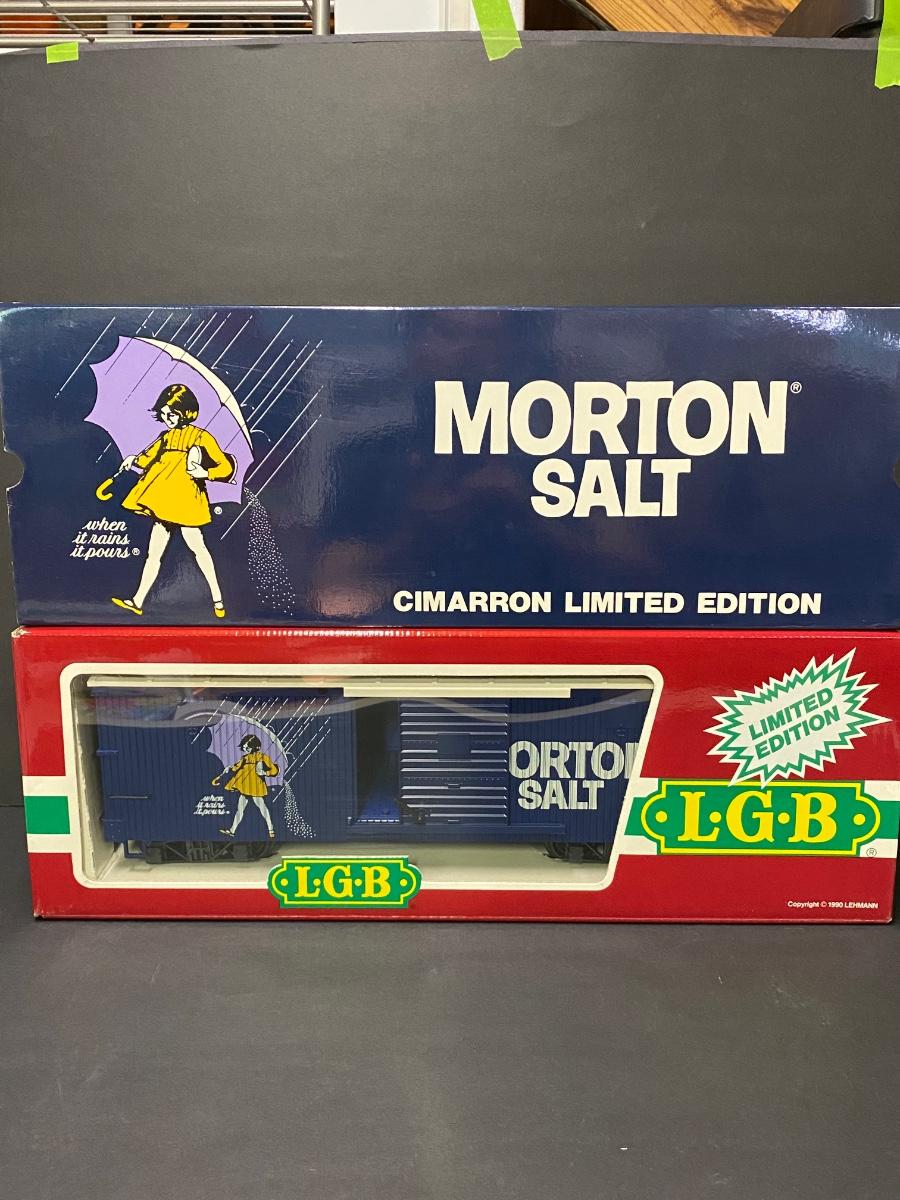 MORTON®
SALT
when
it rains
it pours®
®
CIMARRON LIMITED EDITION
LIMITED
EDITION
ORTO
SALT
when
it rains
it pours
L·G·B
®
L·G·B
Copyright © 1990 LEHMANN